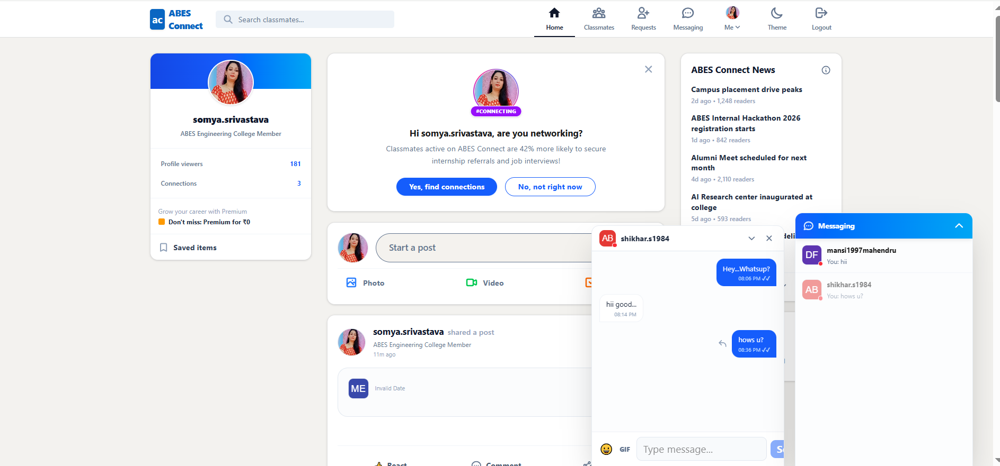 ac
ABES
Connect
Search classmates...
Home
Classmates
Requests
Messaging
Me
Theme
Logout
somya.srivastava
ABES Engineering College Member
Profile viewers 181
Connections 3
Grow your career with Premium
Don't miss: Premium for ₹0
Saved items
#CONNECTING
Hi somya.srivastava, are you networking?
Classmates active on ABES Connect are 42% more likely to secure
internship referrals and job interviews!
Yes, find connections
No, not right now
Start a post
Photo
Video
somya.srivastava shared a post
ABES Engineering College Member
11m ago
ME
Invalid Date
React
Comment
ABES Connect News
Campus placement drive peaks
2d ago • 1,248 readers
ABES Internal Hackathon 2026
registration starts
1d ago • 842 readers
Alumni Meet scheduled for next
month
4d ago • 2,110 readers
AI Research center inaugurated at
college
5d ago • 593 readers
AB
shikhar.s1984
Hey...Whatsup?
08:06 PM
hii good...
08:14 PM
hows u?
08:36 PM
GIF
Type message...
Messaging
DF
mansi1997mahendru
You: hii
AB
shikhar.s1984
You: hows u?